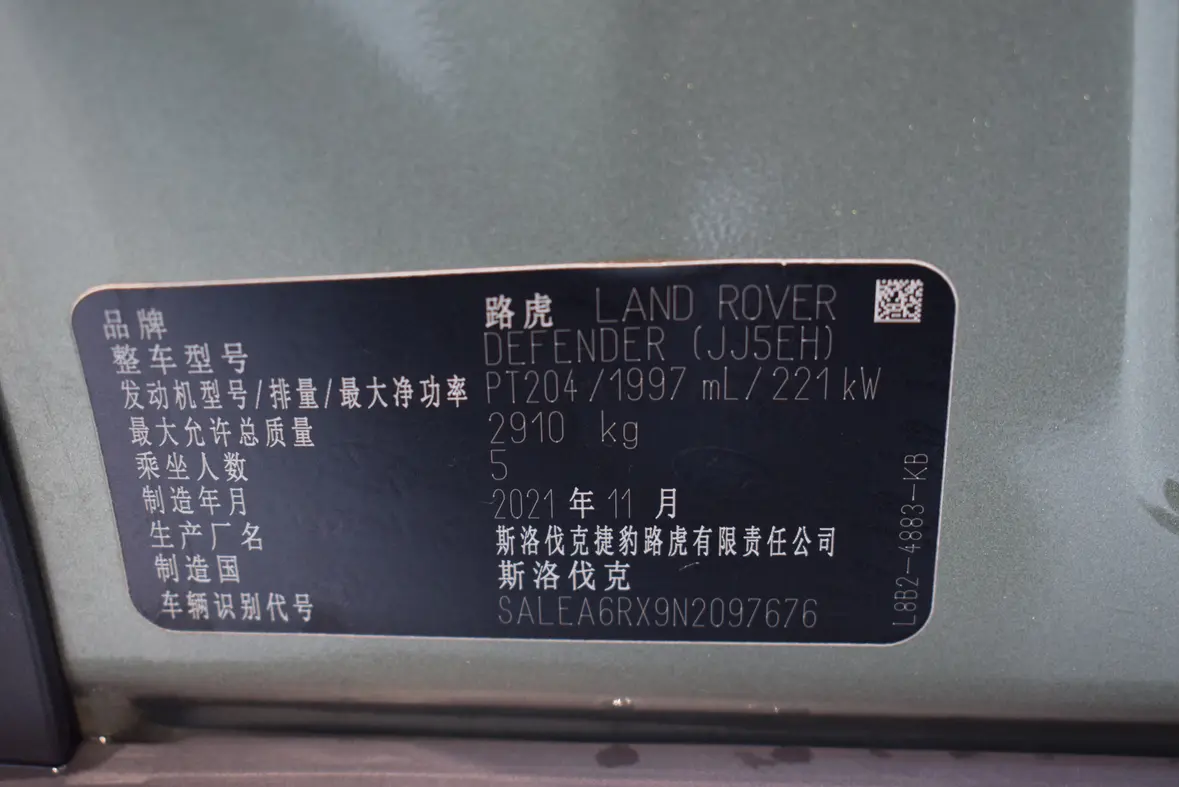 品牌 路虎 LAND ROVER
整车型号 DEFENDER (JJ5EH)
发动机型号/排量/最大净功率 PT204/1997 mL/221kW
最大允许总质量 2910 kg
乘坐人数 5
制造年月 2021 年 11 月
生产厂名 斯洛伐克捷豹路虎有限责任公司
制造国 斯洛伐克
车辆识别代号 SALEA6RX9N2097676
L8B2-4883-KB